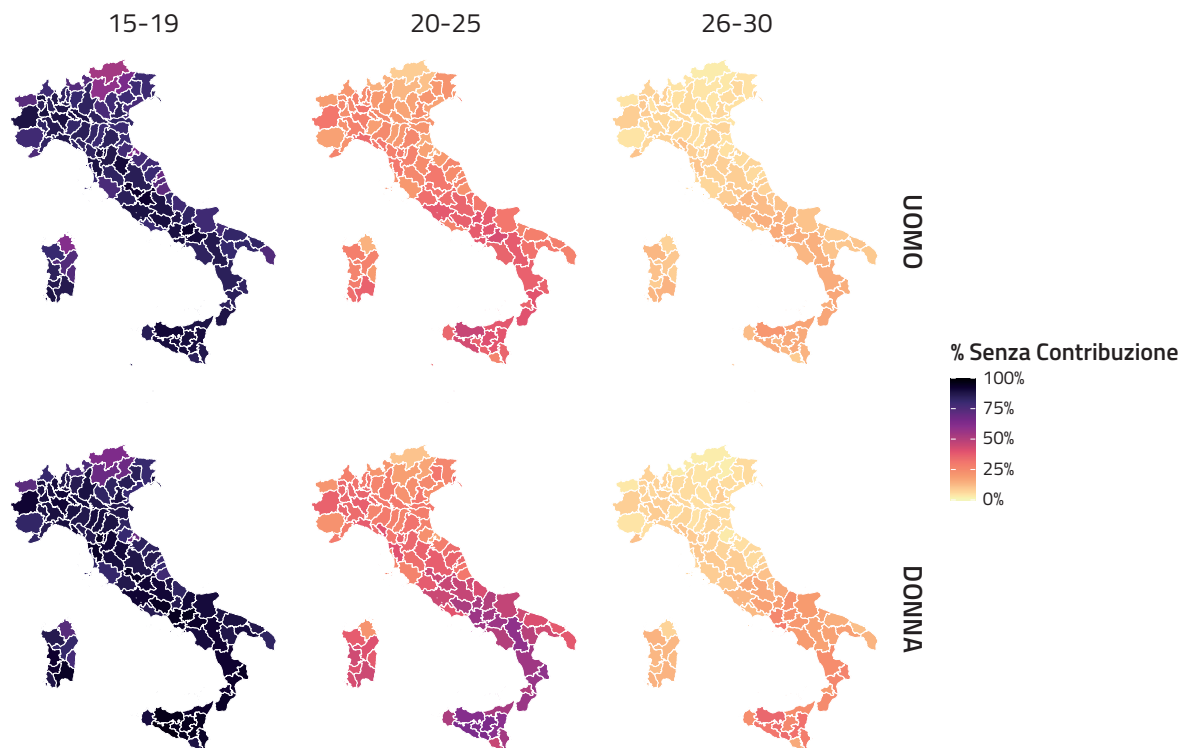 15-19 20-25 26-30
UOMO
% Senza Contribuzione
100%
75%
50%
25%
0%
DONNA